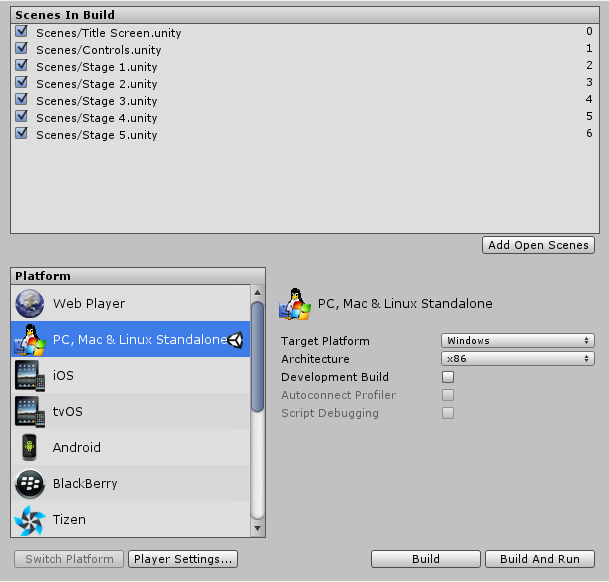 Scenes In Build
Scenes/Title Screen.unity 0
Scenes/Controls.unity 1
Scenes/Stage 1.unity 2
Scenes/Stage 2.unity 3
Scenes/Stage 3.unity 4
Scenes/Stage 4.unity 5
Scenes/Stage 5.unity 6
Add Open Scenes
Platform
Web Player
PC, Mac & Linux Standalone
iOS
tvOS
Android
BlackBerry
Tizen
PC, Mac & Linux Standalone
Target Platform Windows
Architecture x86
Development Build
Autoconnect Profiler
Script Debugging
Switch Platform Player Settings... Build Build And Run